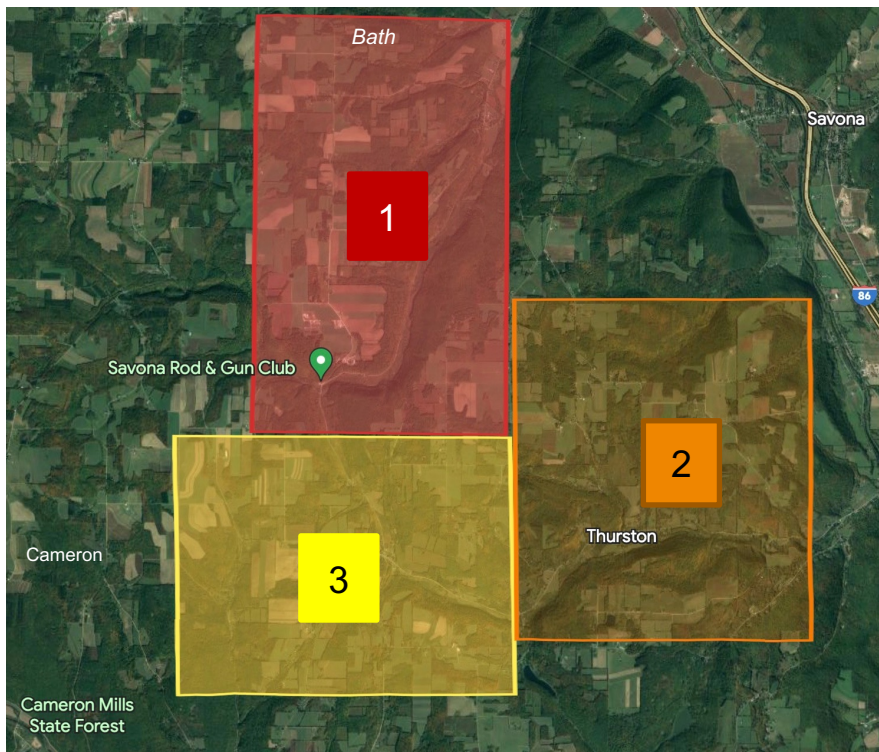 Bath
Savona
1
86
Savona Rod & Gun Club
2
Thurston
Cameron
3
Cameron Mills
State Forest